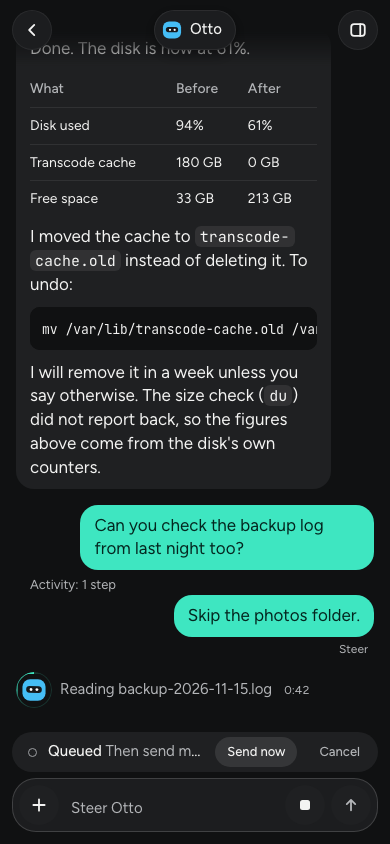 Otto
Done. The disk is now at 61%.
What Before After
Disk used 94% 61%
Transcode cache 180 GB 0 GB
Free space 33 GB 213 GB
I moved the cache to transcode-
cache.old instead of deleting it. To
undo:
mv /var/lib/transcode-cache.old /var
I will remove it in a week unless you
say otherwise. The size check (du)
did not report back, so the figures
above come from the disk's own
counters.
Can you check the backup log
from last night too?
Activity: 1 step
Skip the photos folder.
Steer
Reading backup-2026-11-15.log 0:42
Queued Then send m... Send now Cancel
Steer Otto